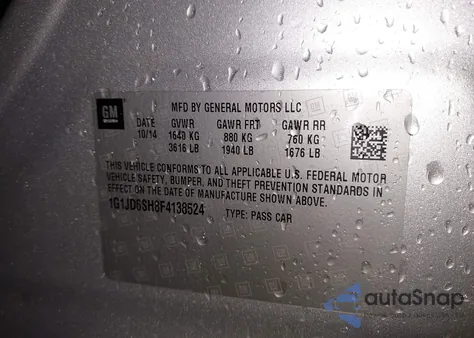 GM
MFD BY GENERAL MOTORS LLC
DATE GVWR GAWR FRT GAWR RR
10/14 1640 KG 880 KG 760 KG
3616 LB 1940 LB 1676 LB
THIS VEHICLE CONFORMS TO ALL APPLICABLE U.S. FEDERAL MOTOR
VEHICLE SAFETY, BUMPER, AND THEFT PREVENTION STANDARDS IN
EFFECT ON THE DATE OF MANUFACTURE SHOWN ABOVE.
1G1JD6SH8F4138524 TYPE: PASS CAR
autoSnap